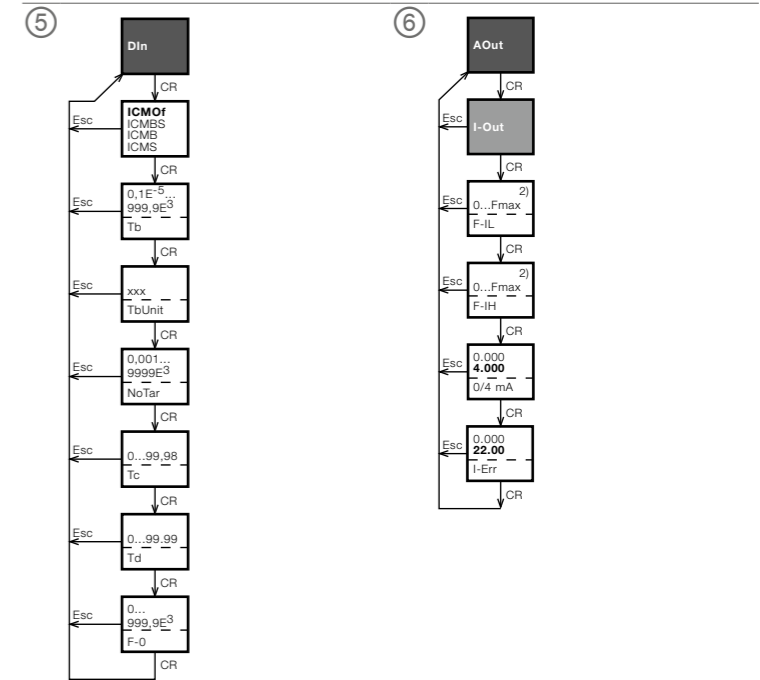 ⑤
DIn
CR
Esc
ICMOf
ICMBS
ICMB
ICMS
CR
Esc
0,1E-5...
999,9E3
Tb
CR
Esc
xxx
TbUnit
CR
Esc
0,001...
9999E3
NoTar
CR
Esc
0...99,98
Tc
CR
Esc
0...99.99
Td
CR
Esc
0...
999,9E3
F-0
CR
⑥
AOut
CR
Esc
I-Out
CR
Esc
2)
0...Fmax
F-IL
CR
Esc
2)
0...Fmax
F-IH
CR
Esc
0.000
4.000
0/4 mA
CR
Esc
0.000
22.00
I-Err
CR